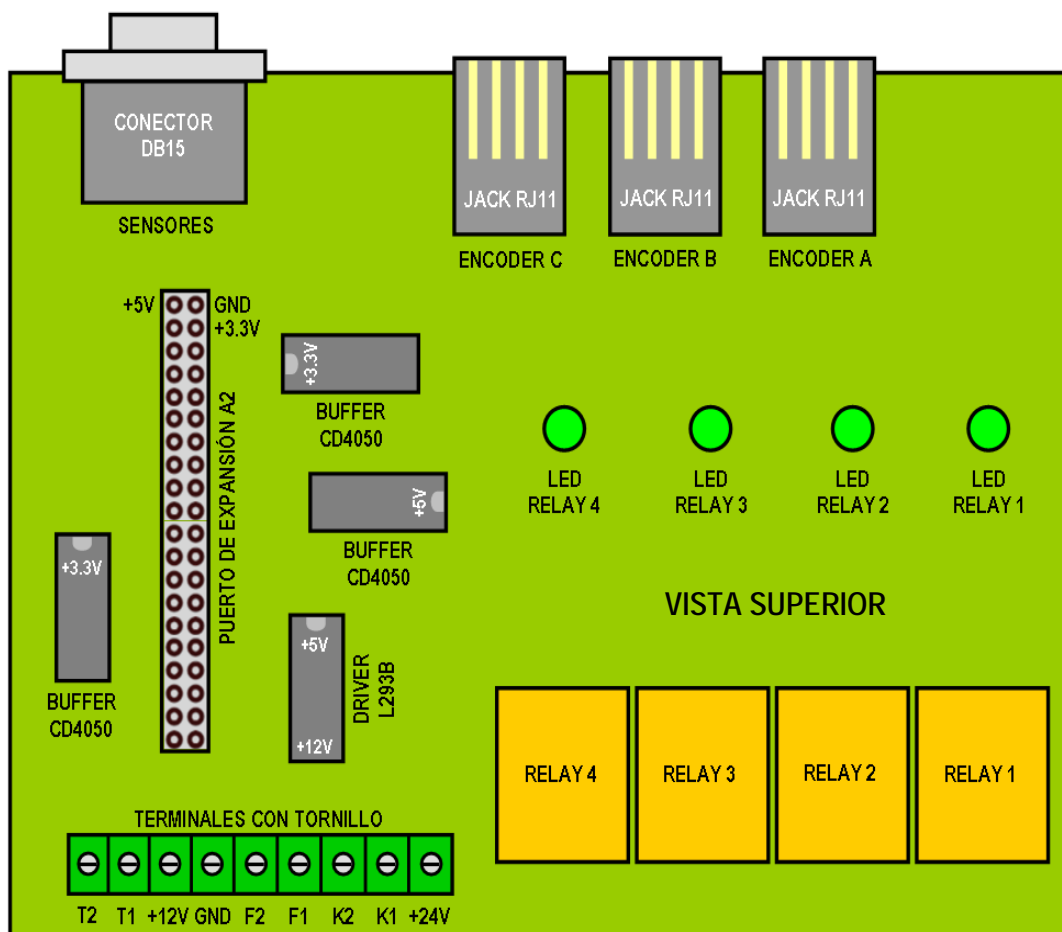 CONECTOR
DB15
SENSORES
JACK RJ11
JACK RJ11
JACK RJ11
ENCODER C
ENCODER B
ENCODER A
+5V
GND
+3.3V
PUERTO DE EXPANSIÓN A2
+3.3V
BUFFER
CD4050
+5V
BUFFER
CD4050
LED
RELAY 4
LED
RELAY 3
LED
RELAY 2
LED
RELAY 1
+3.3V
BUFFER
CD4050
+5V
+12V
DRIVER
L293B
VISTA SUPERIOR
RELAY 4
RELAY 3
RELAY 2
RELAY 1
TERMINALES CON TORNILLO
T2 T1 +12V GND F2 F1 K2 K1 +24V